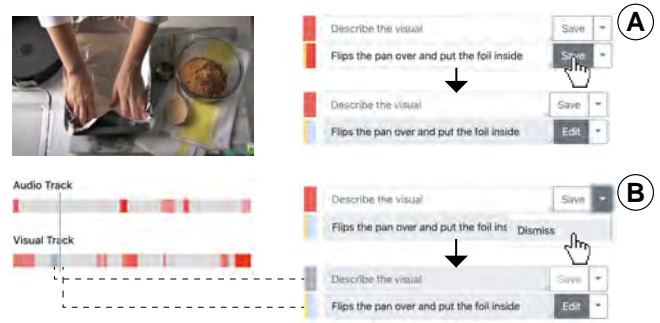 Describe the visual Save
A
Flips the pan over and put the foil inside Save
Describe the visual Save
Flips the pan over and put the foil inside Edit
Audio Track
Visual Track
Describe the visual Save
B
Flips the pan over and put the foil ins Dismiss
Describe the visual Save
Flips the pan over and put the foil inside Edit